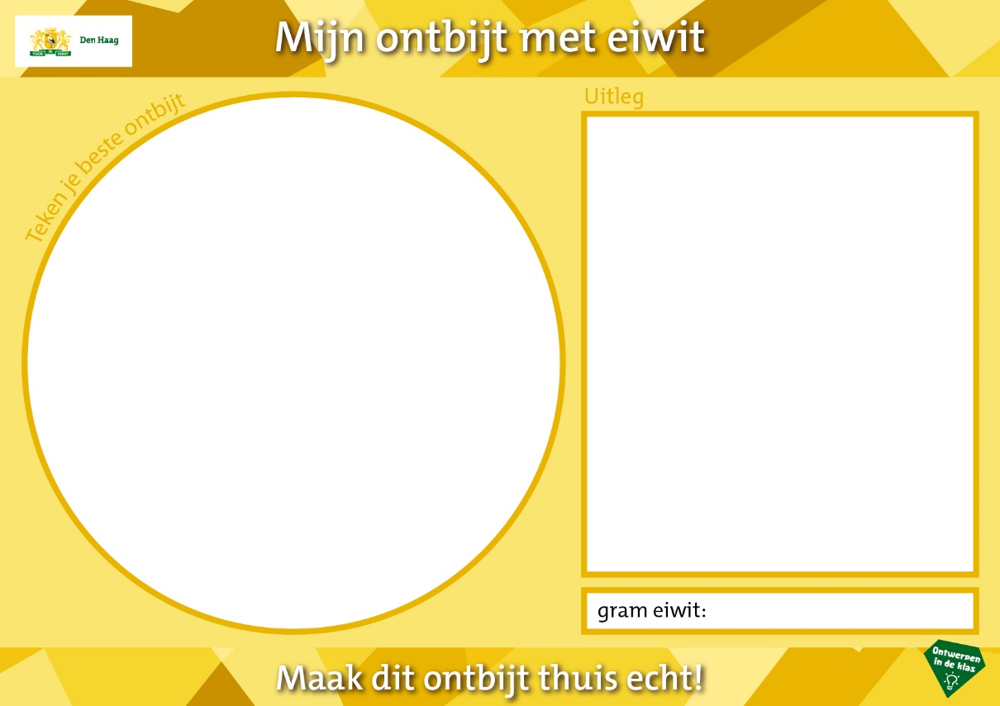 Mijn ontbijt met eiwit
Den Haag
Teken je beste ontbijt
Uitleg
gram eiwit:
Maak dit ontbijt thuis echt!
Ontwerpen
in de klas